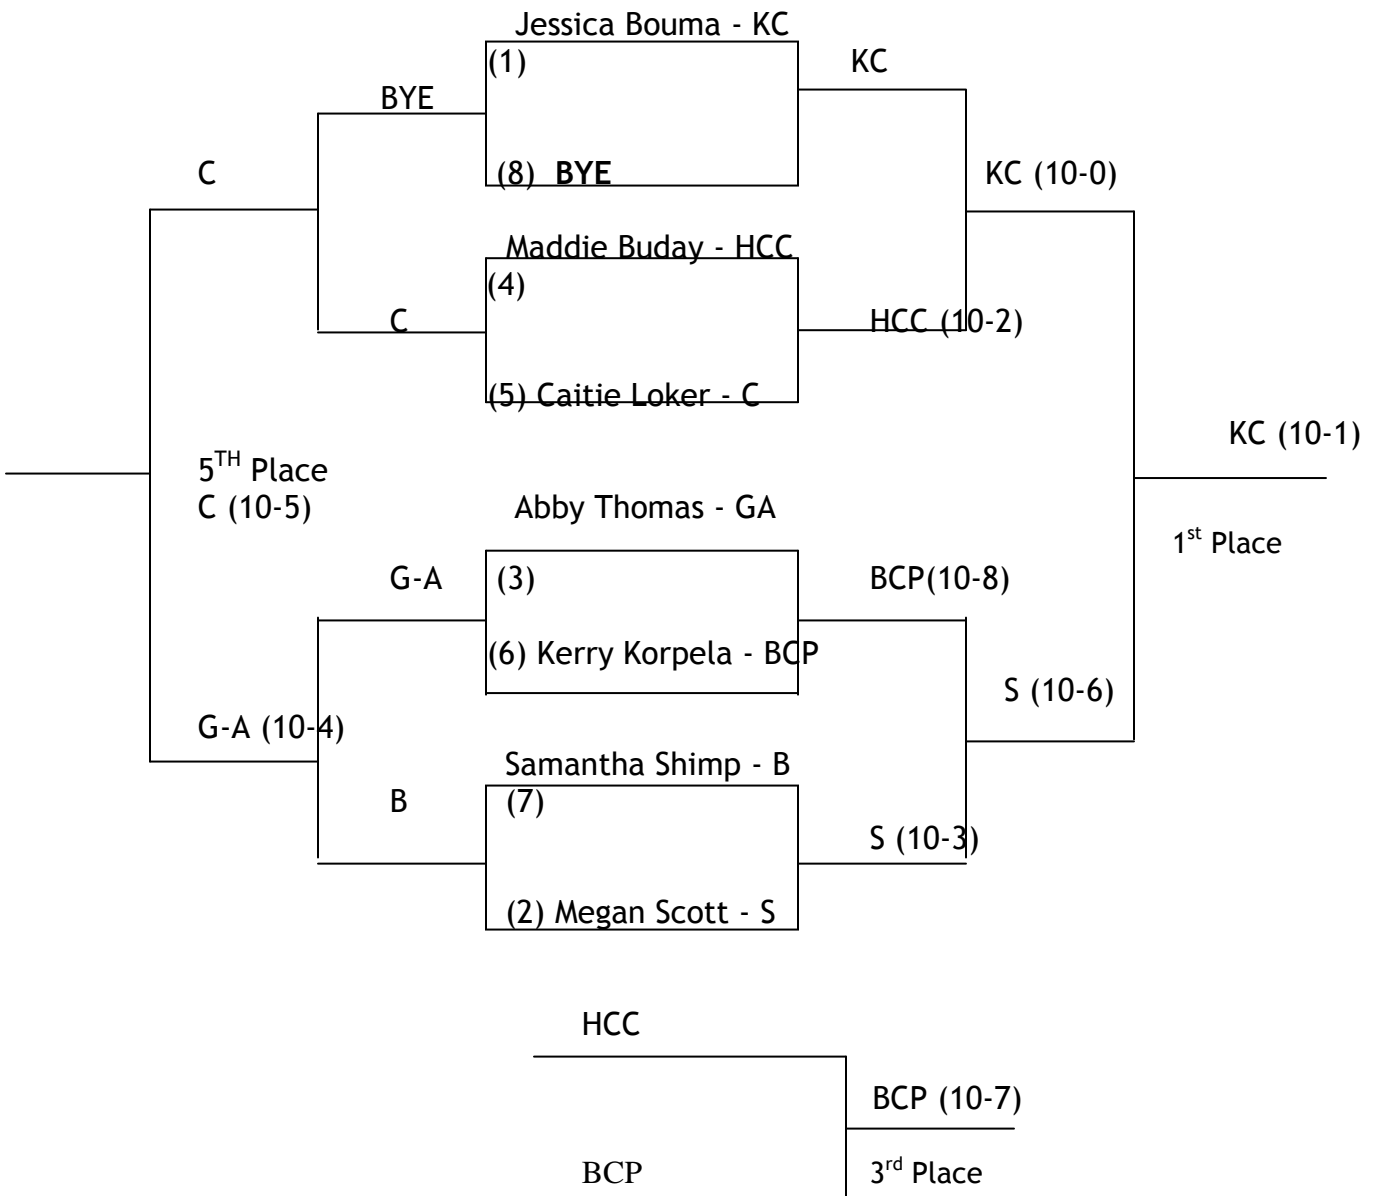 Jessica Bouma - KC
(1)
KC
BYE
C
(8) BYE
KC (10-0)
Maddie Buday - HCC
(4)
C
HCC (10-2)
(5) Caitie Loker - C
KC (10-1)
5TH Place
C (10-5)
Abby Thomas - GA
1st Place
G-A
(3)
BCP(10-8)
(6) Kerry Korpela - BCP
S (10-6)
G-A (10-4)
Samantha Shimp - B
B
(7)
S (10-3)
(2) Megan Scott - S
HCC
BCP (10-7)
BCP
3rd Place